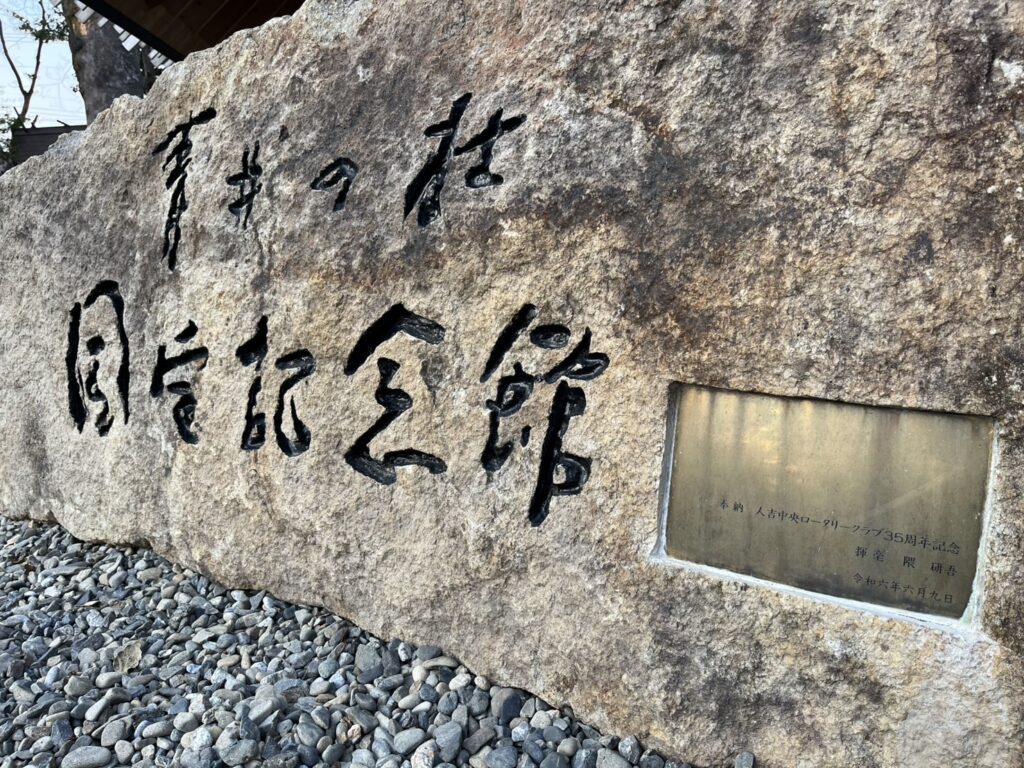 青井の杜
国宝記念館
奉納 人吉中央ロータリークラブ35周年記念
揮毫 隈 研吾
令和六年六月九日